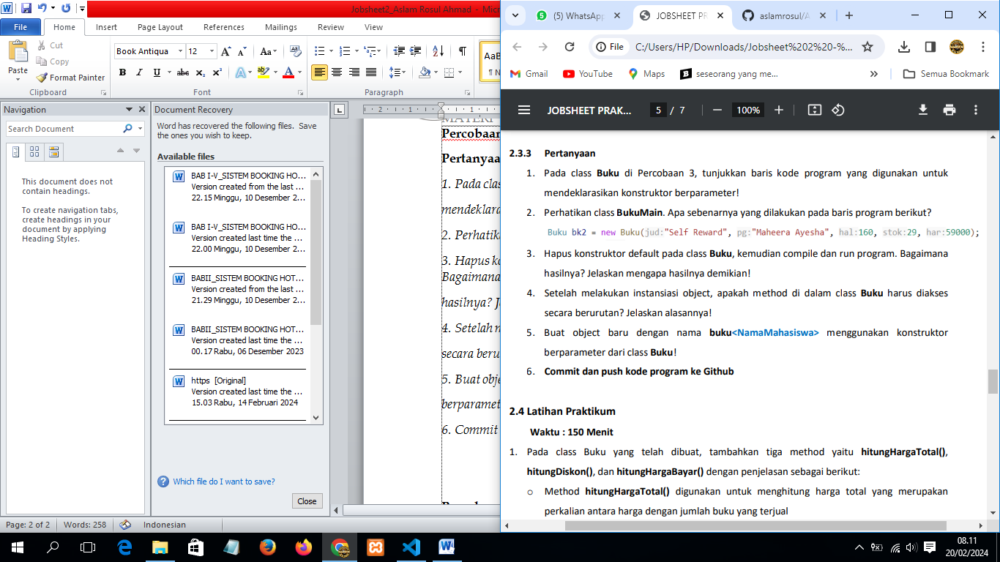 Jobsheet2_Aslam Rosul Ahmad - Micr
File Home Insert Page Layout References Mailings Review View
Paste
Cut
Copy
Format Painter
Clipboard
Book Antiqua 12
Font
Paragraph
AaB
¶ N
Navigation
Search Document
This document does not
contain headings.
To create navigation tabs,
create headings in your
document by applying
Heading Styles.
Document Recovery
Word has recovered the following files. Save
the ones you wish to keep.
Available files
BAB I-V_SISTEM BOOKING HO...
Version created from the last ...
22.15 Minggu, 10 Desember 2...
BAB I-V_SISTEM BOOKING HO...
Version created last time the ...
22.00 Minggu, 10 Desember 2...
BABII_SISTEM BOOKING HOT...
Version created from the last ...
21.29 Minggu, 10 Desember 2...
BABII_SISTEM BOOKING HOT...
Version created last time the ...
00.17 Rabu, 06 Desember 2023
https [Original]
Version created last time the ...
15.03 Rabu, 14 Februari 2024
Which file do I want to save?
Close
2 1 1
MATERI
Percobaan
Pertanyaa
1. Pada clas
mendeklara
2. Perhatik
3. Hapus ko
Bagaimana
hasilnya? J
4. Setelah m
secara beru
5. Buat obje
berparamet
6. Commit
Page: 2 of 2 Words: 258 Indonesian
(5) WhatsApp JOBSHEET PR aslamrosul/A
File C:/Users/HP/Downloads/Jobsheet%202%20-%...
Gmail YouTube Maps seseorang yang me... » Semua Bookmark
JOBSHEET PRAK... 5 / 7 100%
2.3.3 Pertanyaan
1. Pada class Buku di Percobaan 3, tunjukkan baris kode program yang digunakan untuk
mendeklarasikan konstruktor berparameter!
2. Perhatikan class BukuMain. Apa sebenarnya yang dilakukan pada baris program berikut?
Buku bk2 = new Buku(jud:"Self Reward", pg:"Maheera Ayesha", hal:160, stok:29, har:59000);
3. Hapus konstruktor default pada class Buku, kemudian compile dan run program. Bagaimana
hasilnya? Jelaskan mengapa hasilnya demikian!
4. Setelah melakukan instansiasi object, apakah method di dalam class Buku harus diakses
secara berurutan? Jelaskan alasannya!
5. Buat object baru dengan nama buku<NamaMahasiswa> menggunakan konstruktor
berparameter dari class Buku!
6. Commit dan push kode program ke Github
2.4 Latihan Praktikum
Waktu : 150 Menit
1. Pada class Buku yang telah dibuat, tambahkan tiga method yaitu hitungHargaTotal(),
hitungDiskon(), dan hitungHargaBayar() dengan penjelasan sebagai berikut:
o Method hitungHargaTotal() digunakan untuk menghitung harga total yang merupakan
perkalian antara harga dengan jumlah buku yang terjual
08.11
20/02/2024